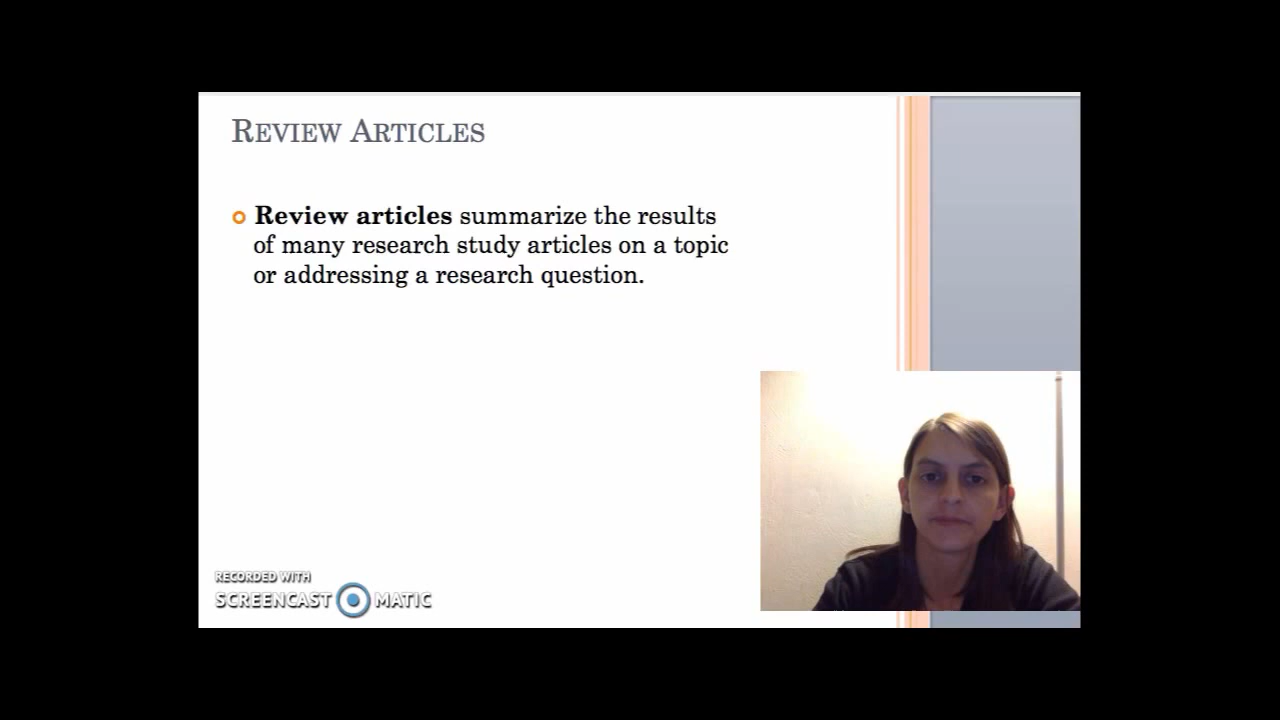 REVIEW ARTICLES
Review articles summarize the results
of many research study articles on a topic
or addressing a research question.
RECORDED WITH
SCREENCAST MATIC